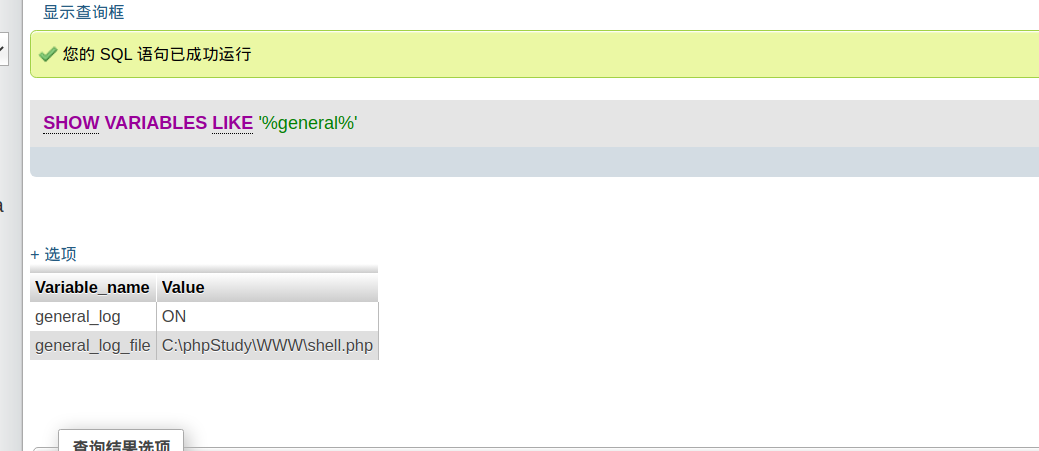 显示查询框
您的 SQL 语句已成功运行
SHOW VARIABLES LIKE '%general%'
a
+ 选项
Variable_name Value
general_log ON
general_log_file C:\phpStudy\WWW\shell.php
查询结果选项